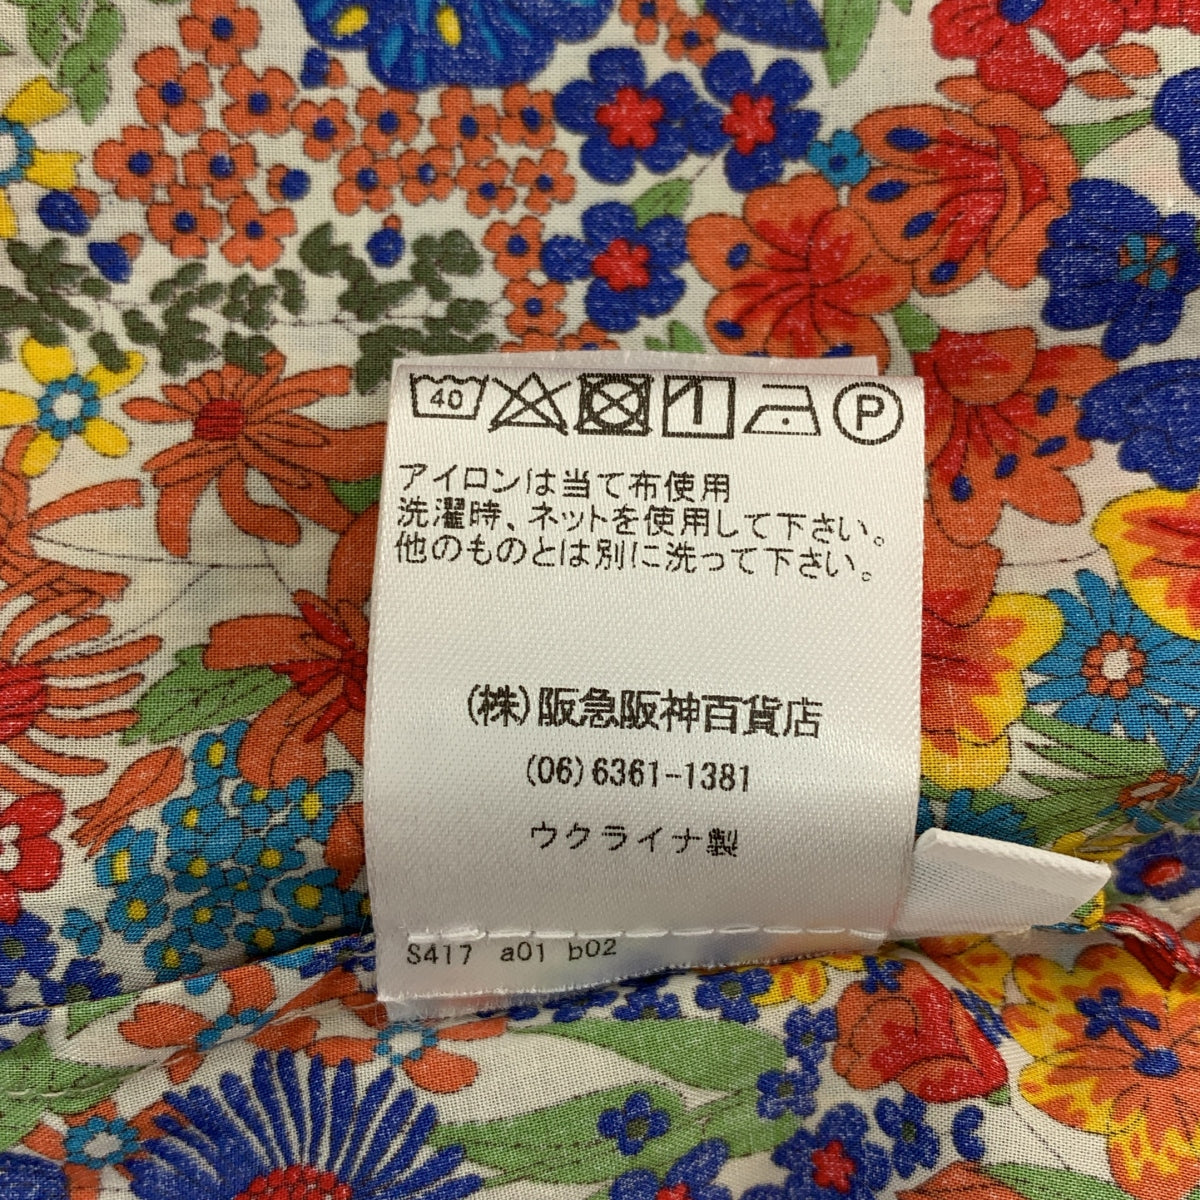 40 P
アイロンは当て布使用
洗濯時、ネットを使用して下さい。
他のものとは別に洗って下さい。
(株)阪急阪神百貨店
(06)6361-1381
ウクライナ製
S417 a01 b02